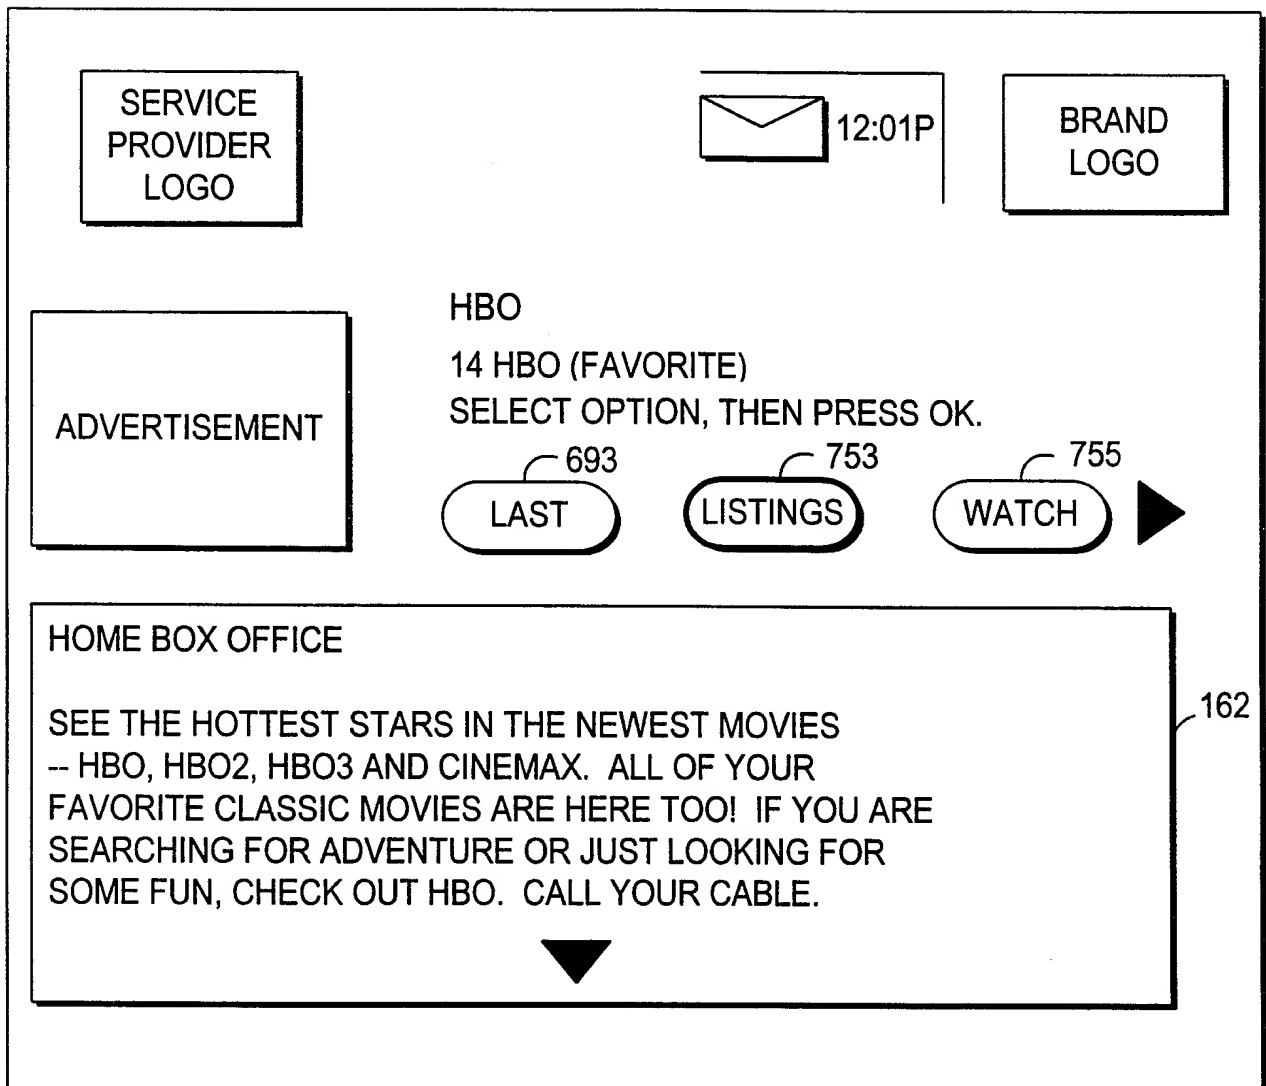 SERVICE
PROVIDER
LOGO
12:01P
BRAND
LOGO
ADVERTISEMENT
HBO
14 HBO (FAVORITE)
SELECT OPTION, THEN PRESS OK.
693
753
755
LAST
LISTINGS
WATCH
HOME BOX OFFICE
SEE THE HOTTEST STARS IN THE NEWEST MOVIES
-- HBO, HBO2, HBO3 AND CINEMAX. ALL OF YOUR
FAVORITE CLASSIC MOVIES ARE HERE TOO! IF YOU ARE
SEARCHING FOR ADVENTURE OR JUST LOOKING FOR
SOME FUN, CHECK OUT HBO. CALL YOUR CABLE.
162